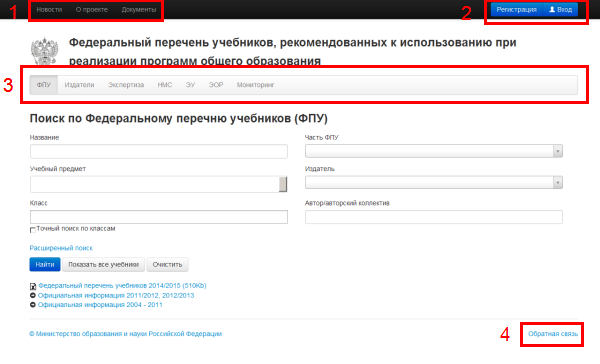 1 Новости О проекте Документы 2 Регистрация Вход
Федеральный перечень учебников, рекомендованных к использованию при
реализации программ общего образования
3 ФПУ Издатели Экспертиза НМС ЭУ ЭОР Мониторинг
Поиск по Федеральному перечню учебников (ФПУ)
Название Часть ФПУ
Учебный предмет Издатель
Класс Автор/авторский коллектив
Точный поиск по классам
Расширенный поиск
Найти Показать все учебники Очистить
Федеральный перечень учебников 2014/2015 (510Kb)
Официальная информация 2011/2012, 2012/2013
Официальная информация 2004 - 2011
© Министерство образования и науки Российской Федерации 4 Обратная связь